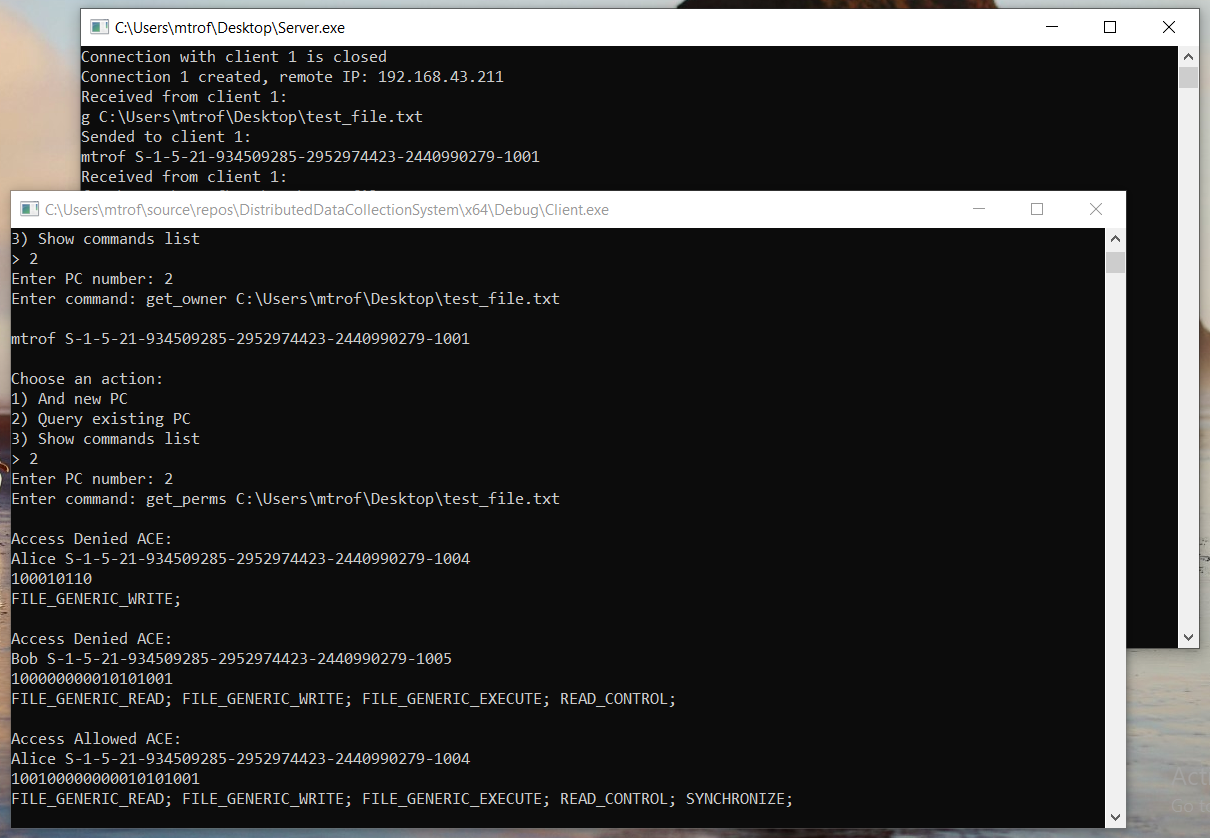 C:\Users\mtrof\Desktop\Server.exe
Connection with client 1 is closed
Connection 1 created, remote IP: 192.168.43.211
Received from client 1:
g C:\Users\mtrof\Desktop\test_file.txt
Sended to client 1:
mtrof S-1-5-21-934509285-2952974423-2440990279-1001
Received from client 1:
C:\Users\mtrof\source\repos\DistributedDataCollectionSystem\x64\Debug\Client.exe
3) Show commands list
> 2
Enter PC number: 2
Enter command: get_owner C:\Users\mtrof\Desktop\test_file.txt
mtrof S-1-5-21-934509285-2952974423-2440990279-1001
Choose an action:
1) And new PC
2) Query existing PC
3) Show commands list
> 2
Enter PC number: 2
Enter command: get_perms C:\Users\mtrof\Desktop\test_file.txt
Access Denied ACE:
Alice S-1-5-21-934509285-2952974423-2440990279-1004
100010110
FILE_GENERIC_WRITE;
Access Denied ACE:
Bob S-1-5-21-934509285-2952974423-2440990279-1005
100000000010101001
FILE_GENERIC_READ; FILE_GENERIC_WRITE; FILE_GENERIC_EXECUTE; READ_CONTROL;
Access Allowed ACE:
Alice S-1-5-21-934509285-2952974423-2440990279-1004
100100000000010101001
FILE_GENERIC_READ; FILE_GENERIC_WRITE; FILE_GENERIC_EXECUTE; READ_CONTROL; SYNCHRONIZE;